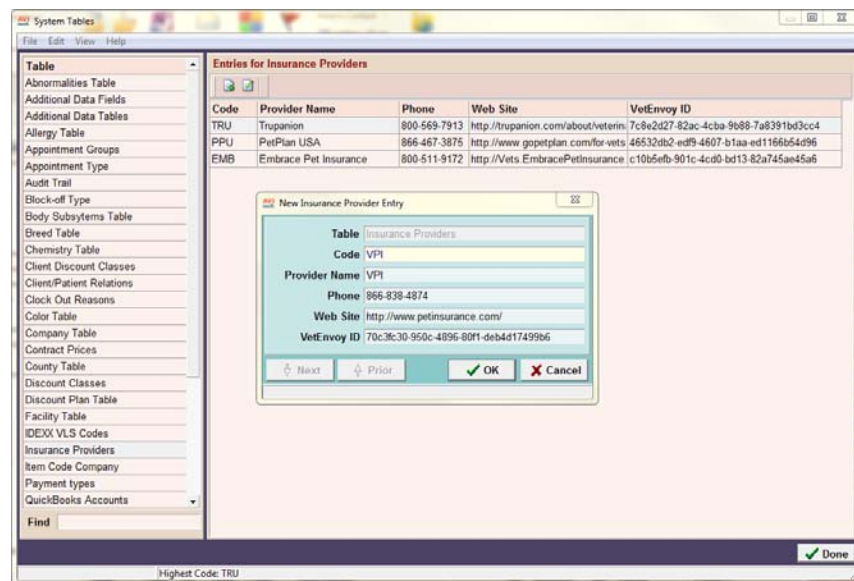 System Tables
File Edit View Help
Table
Abnormalities Table
Additional Data Fields
Additional Data Tables
Allergy Table
Appointment Groups
Appointment Type
Audit Trail
Block-off Type
Body Subsytems Table
Breed Table
Chemistry Table
Client Discount Classes
Client/Patient Relations
Clock Out Reasons
Color Table
Company Table
Contract Prices
County Table
Discount Classes
Discount Plan Table
Facility Table
IDEXX VLS Codes
Insurance Providers
Item Code Company
Payment types
QuickBooks Accounts
Find
Entries for Insurance Providers
Code Provider Name Phone Web Site VetEnvoy ID
TRU Trupanion 800-569-7913 http://trupanion.com/about/veterin 7c8e2d27-82ac-4cba-9b88-7a8391bd3cc4
PPU PetPlan USA 866-467-3875 http://www.gopetplan.com/for-vets 46532db2-edf9-4607-b1aa-ed1166b54d96
EMB Embrace Pet Insurance 800-511-9172 http://Vets.EmbracePetInsurance c10b5efb-901c-4cd0-bd13-82a745ae45a6
New Insurance Provider Entry
Table Insurance Providers
Code VPI
Provider Name VPI
Phone 866-838-4874
Web Site http://www.petinsurance.com/
VetEnvoy ID 70c3fc30-950c-4896-80f1-deb4d17499b6
Next Prior OK Cancel
Done
Highest Code: TRU